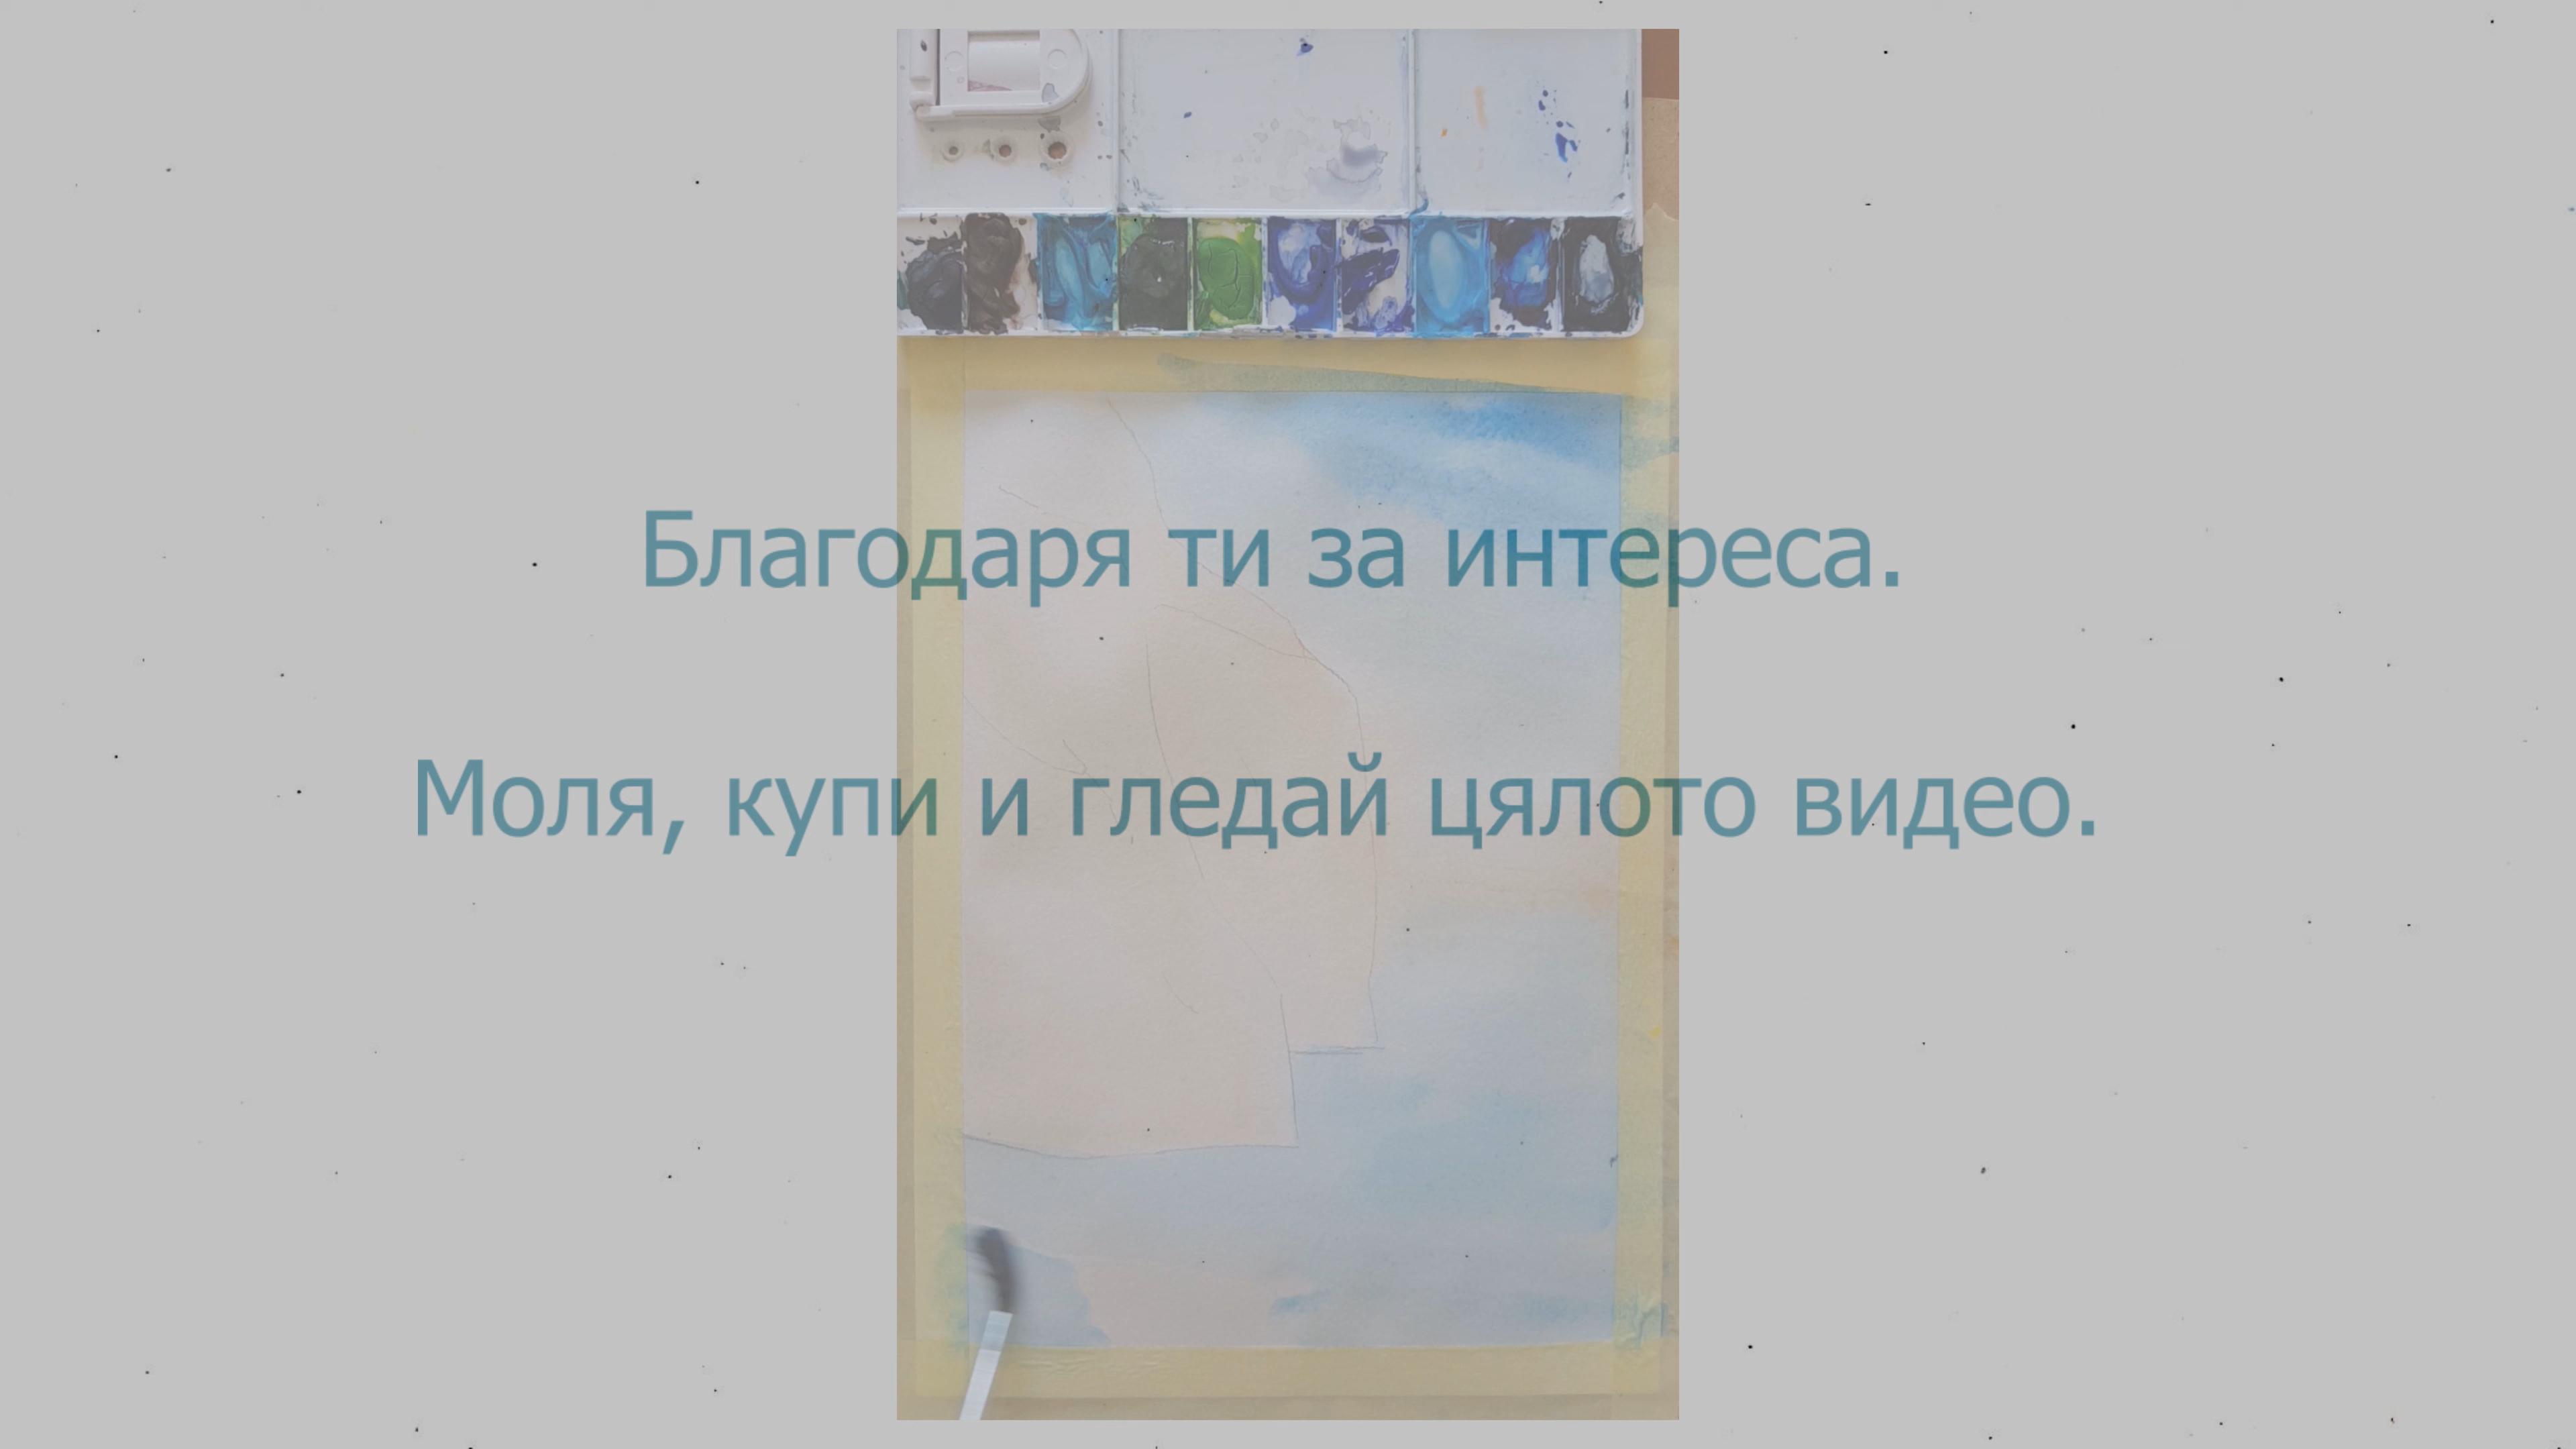 Благодаря ти за интереса.
Моля, купи и гледай цялото видео.